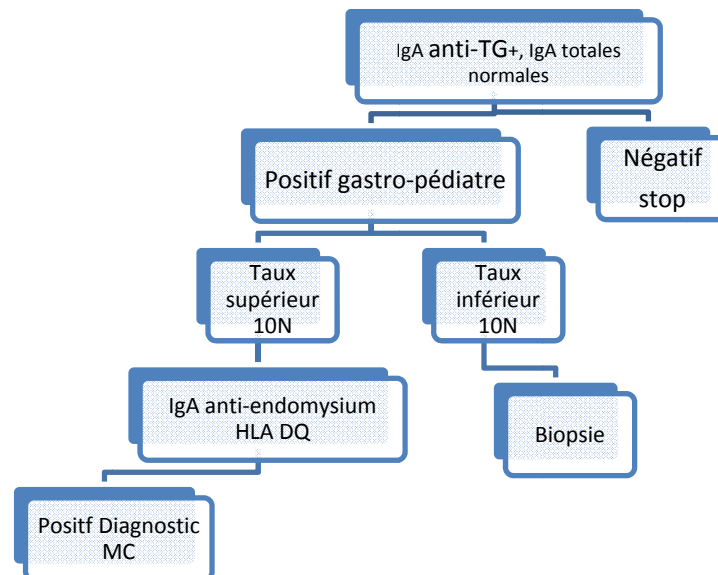 IgA anti-TG+, IgA totales
normales
Positif gastro-pédiatre
Négatif
stop
Taux
supérieur
10N
Taux
inférieur
10N
IgA anti-endomysium
HLA DQ
Biopsie
Positf Diagnostic
MC